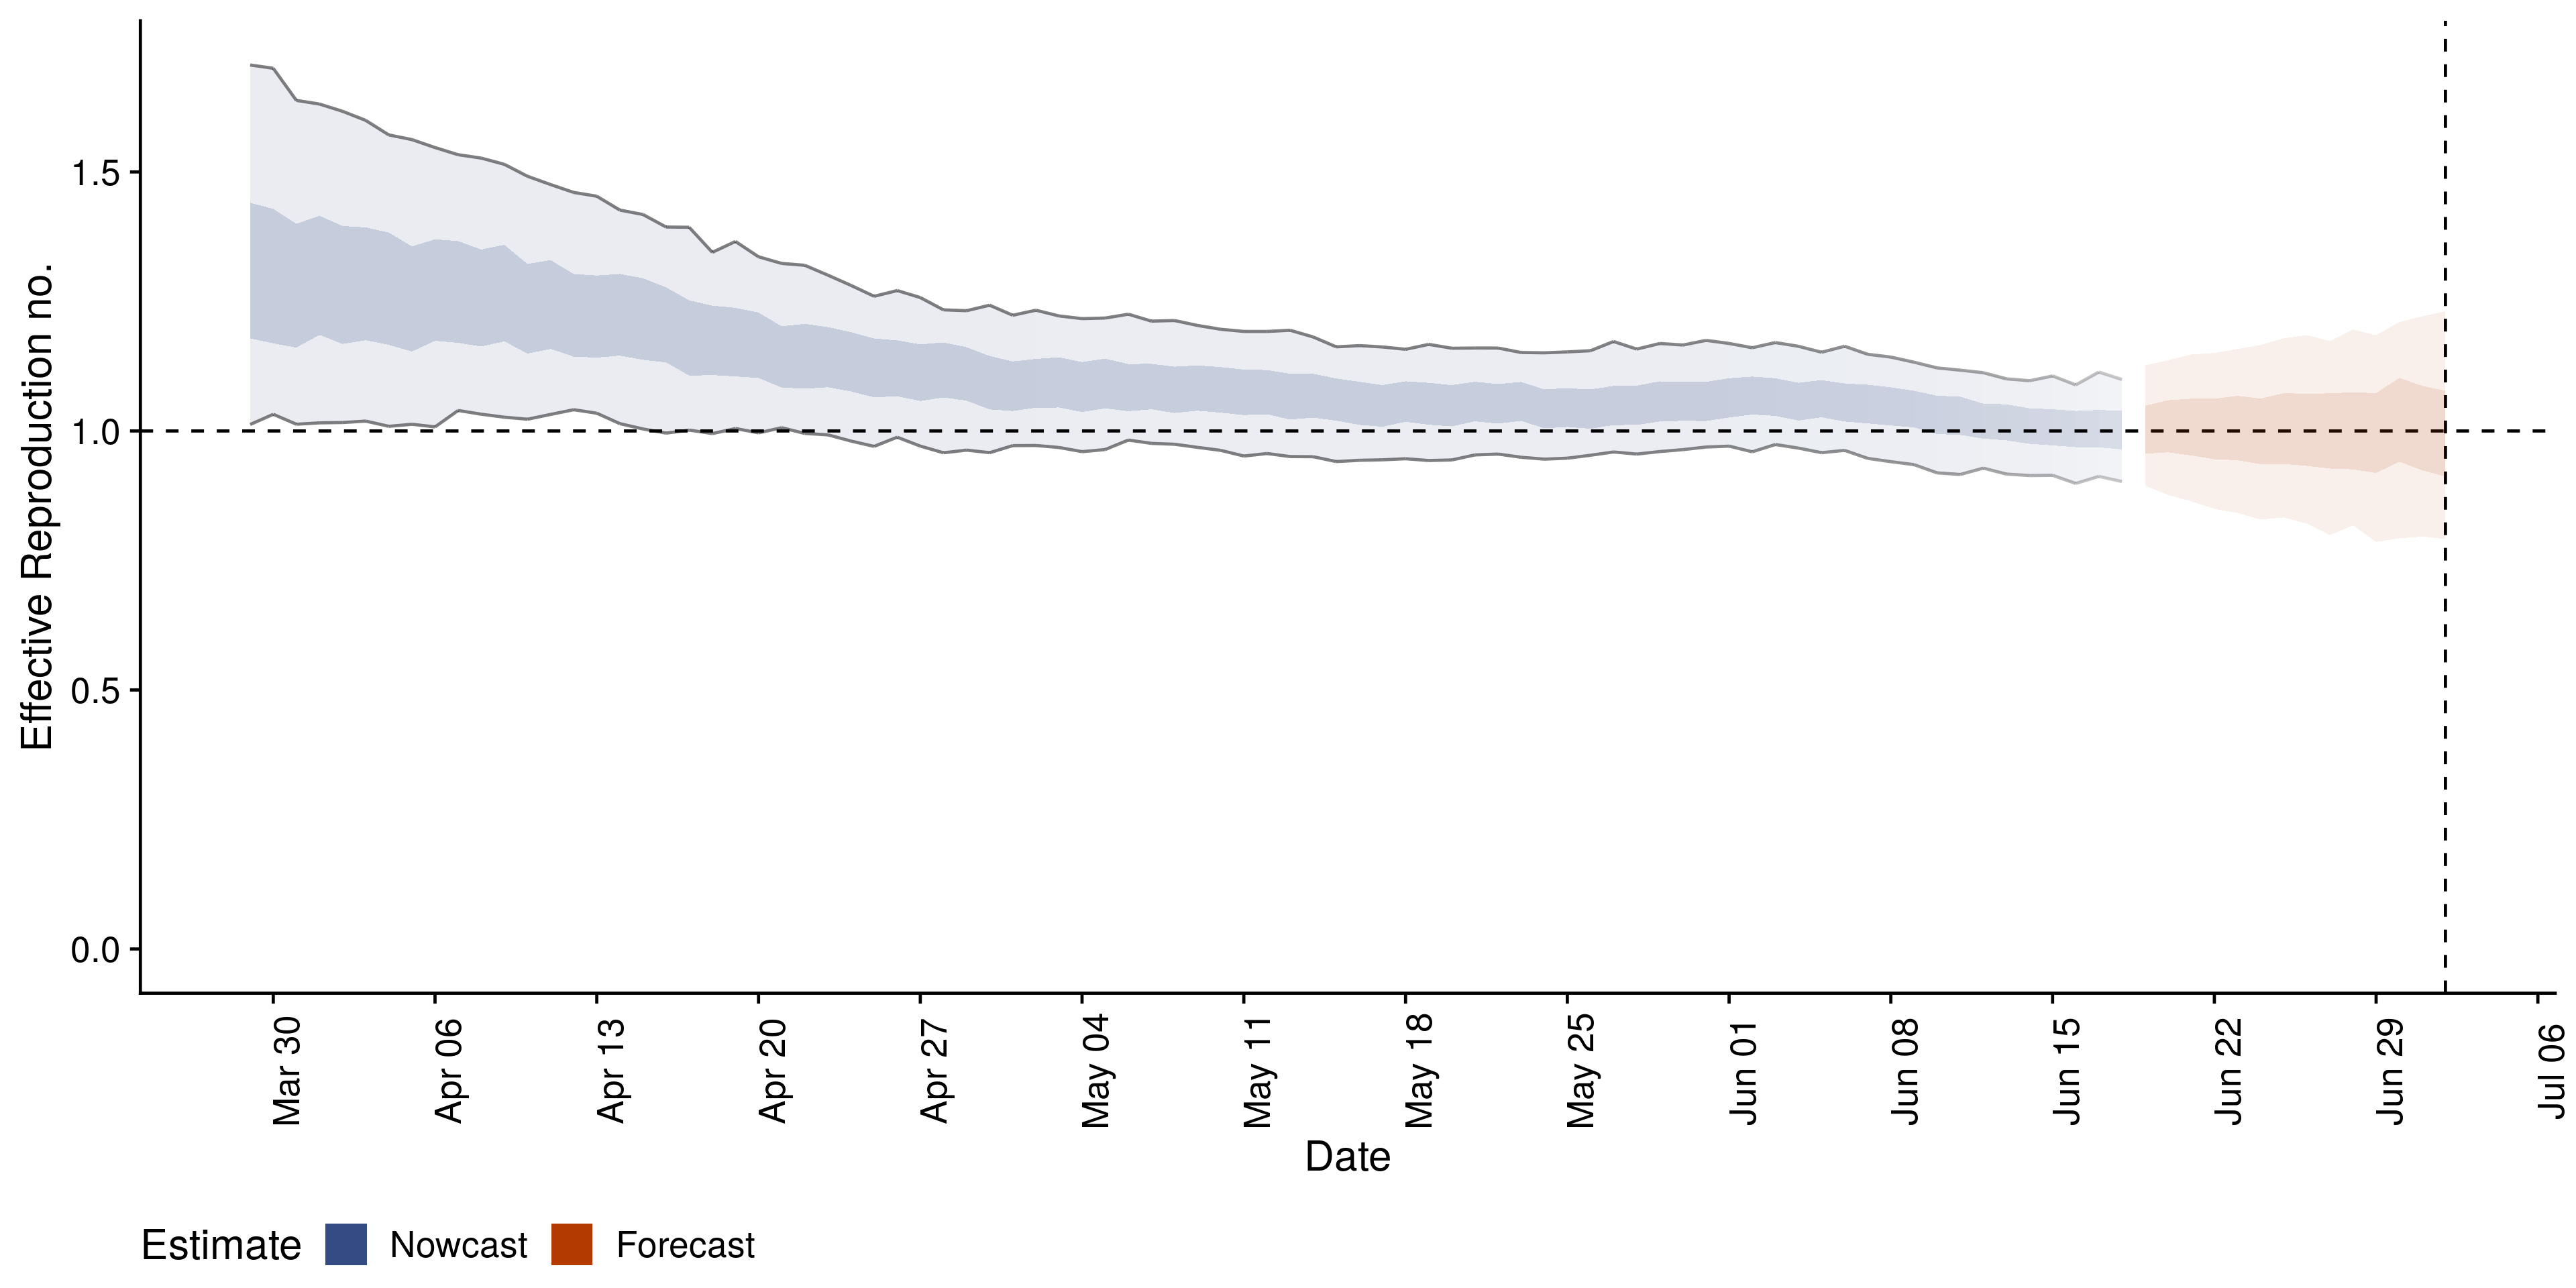 Effective Reproduction no.
1.5
1.0
0.5
0.0
Mar 30
Apr 06
Apr 13
Apr 20
Apr 27
May 04
May 11
May 18
May 25
Jun 01
Jun 08
Jun 15
Jun 22
Jun 29
Jul 06
Date
Estimate Nowcast Forecast